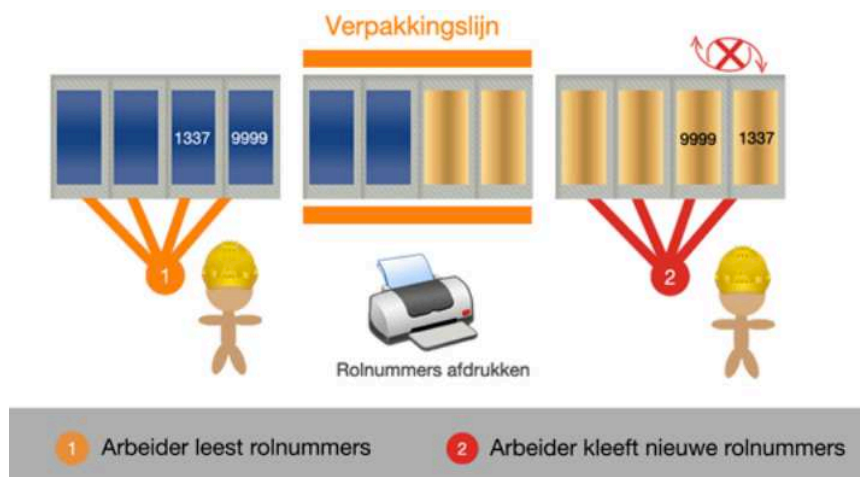 Verpakkingslijn
1337 9999
9999 1337
1
2
Rolnummers afdrukken
1 Arbeider leest rolnummers
2 Arbeider kleeft nieuwe rolnummers